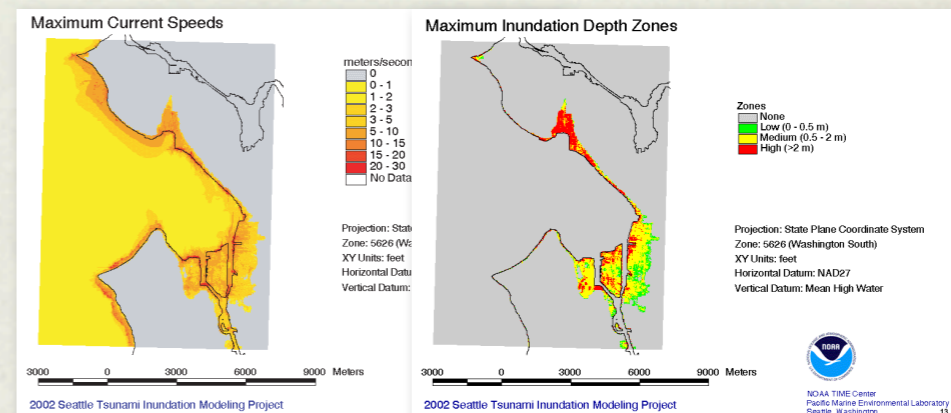 Maximum Current Speeds
meters/secon
0
0 - 1
1 - 2
2 - 3
3 - 5
5 - 10
10 - 15
15 - 20
20 - 30
No Data
Projection: State
Zone: 5626 (Wa
XY Units: feet
Horizontal Datu
Vertical Datum:
3000 0 3000 6000 9000 Meters
2002 Seattle Tsunami Inundation Modeling Project
Maximum Inundation Depth Zones
Zones
None
Low (0 - 0.5 m)
Medium (0.5 - 2 m)
High (>2 m)
Projection: State Plane Coordinate System
Zone: 5626 (Washington South)
XY Units: feet
Horizontal Datum: NAD27
Vertical Datum: Mean High Water
3000 0 3000 6000 9000 Meters
2002 Seattle Tsunami Inundation Modeling Project
NOAA
NOAA TIME Center
Pacific Marine Environmental Laboratory
Seattle, Washington